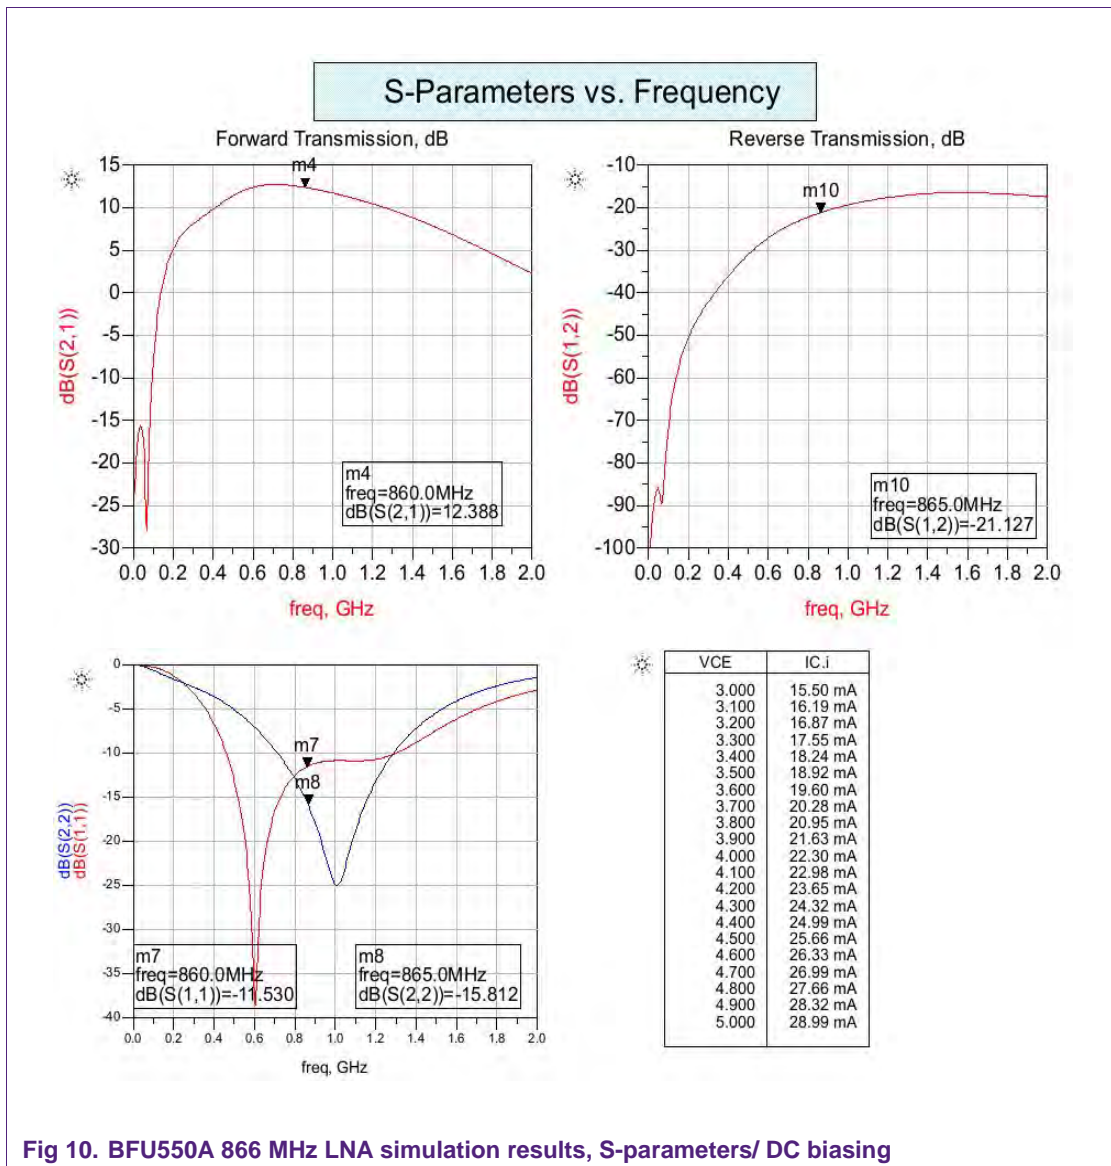 S-Parameters vs. Frequency
Forward Transmission, dB
m4
15
10
5
0
-5
-10
-15
-20
-25
-30
dB(S(2,1))
m4
freq=860.0MHz
dB(S(2,1))=12.388
0.0 0.2 0.4 0.6 0.8 1.0 1.2 1.4 1.6 1.8 2.0
freq, GHz
Reverse Transmission, dB
m10
-10
-20
-30
-40
-50
-60
-70
-80
-90
-100
dB(S(1,2))
m10
freq=865.0MHz
dB(S(1,2))=-21.127
0.0 0.2 0.4 0.6 0.8 1.0 1.2 1.4 1.6 1.8 2.0
freq, GHz
0
-5
-10
-15
-20
-25
-30
-35
-40
dB(S(2,2))
dB(S(1,1))
m7
m8
m7
freq=860.0MHz
dB(S(1,1))=-11.530
m8
freq=865.0MHz
dB(S(2,2))=-15.812
0.0 0.2 0.4 0.6 0.8 1.0 1.2 1.4 1.6 1.8 2.0
freq, GHz
VCE IC.i
3.000 15.50 mA
3.100 16.19 mA
3.200 16.87 mA
3.300 17.55 mA
3.400 18.24 mA
3.500 18.92 mA
3.600 19.60 mA
3.700 20.28 mA
3.800 20.95 mA
3.900 21.63 mA
4.000 22.30 mA
4.100 22.98 mA
4.200 23.65 mA
4.300 24.32 mA
4.400 24.99 mA
4.500 25.66 mA
4.600 26.33 mA
4.700 26.99 mA
4.800 27.66 mA
4.900 28.32 mA
5.000 28.99 mA
Fig 10. BFU550A 866 MHz LNA simulation results, S-parameters/ DC biasing